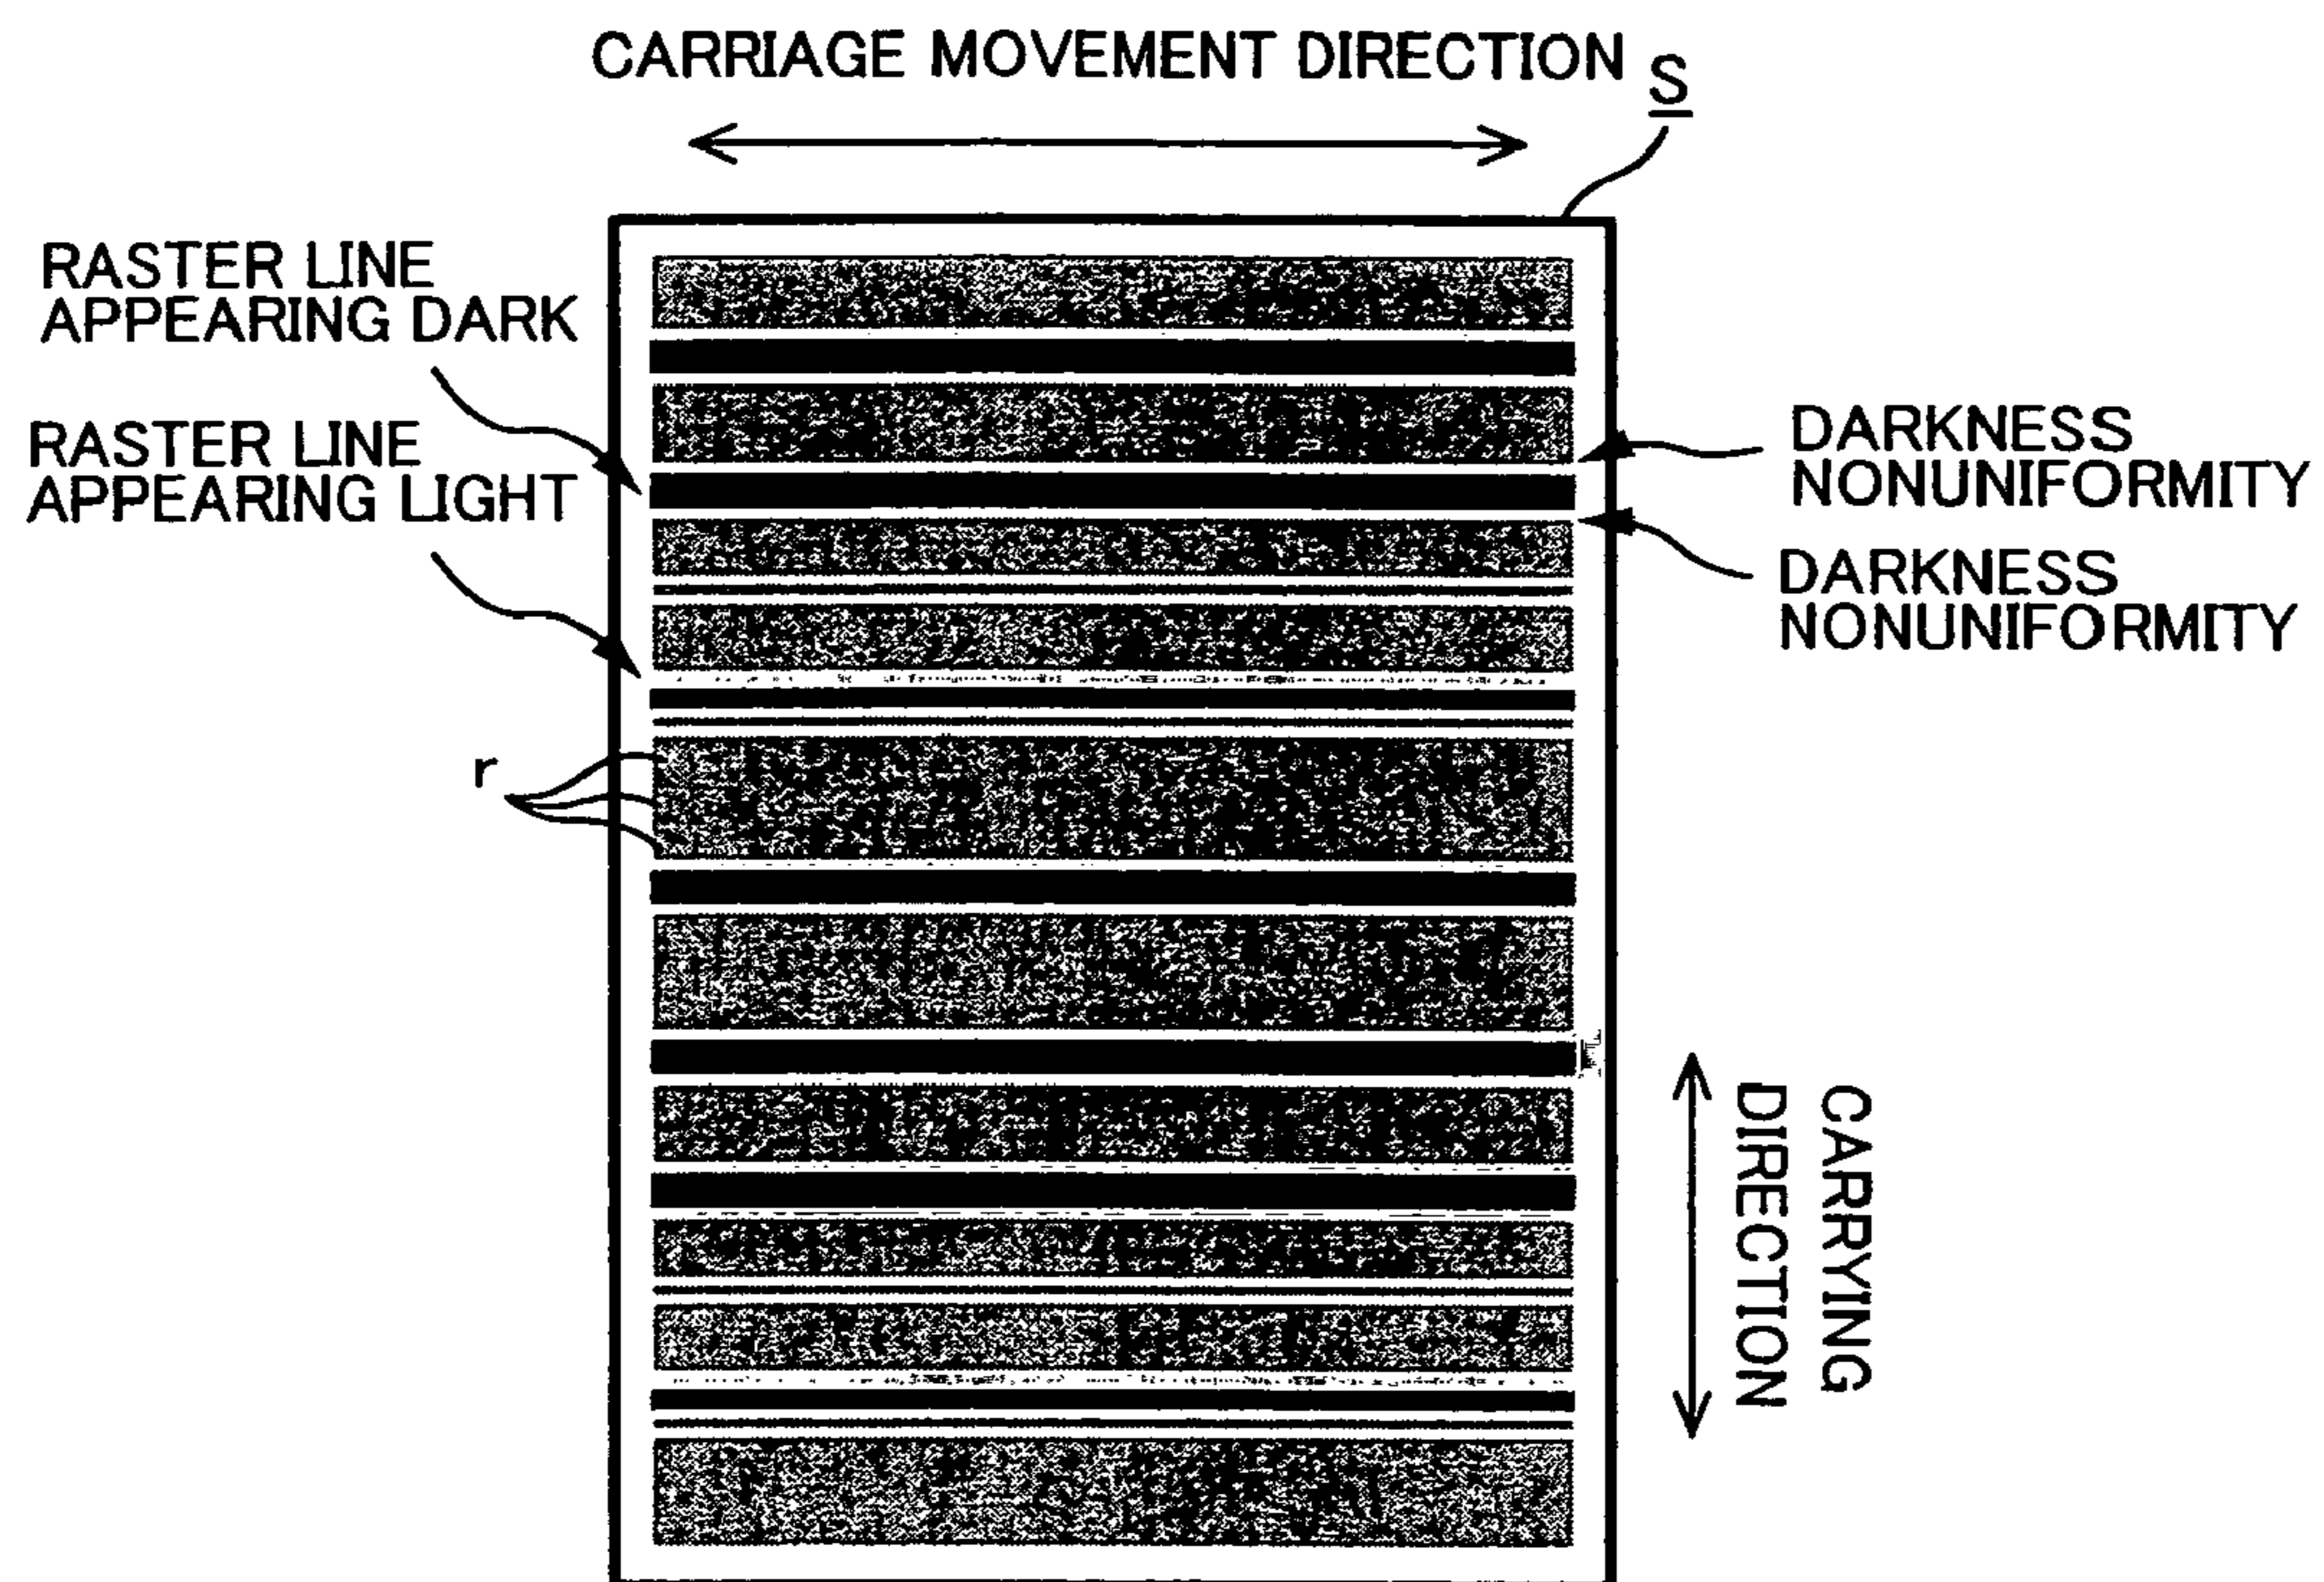 CARRIAGE MOVEMENT DIRECTION
S
RASTER LINE
APPEARING DARK
RASTER LINE
APPEARING LIGHT
DARKNESS
NONUNIFORMITY
DARKNESS
NONUNIFORMITY
r
CARRYING
DIRECTION